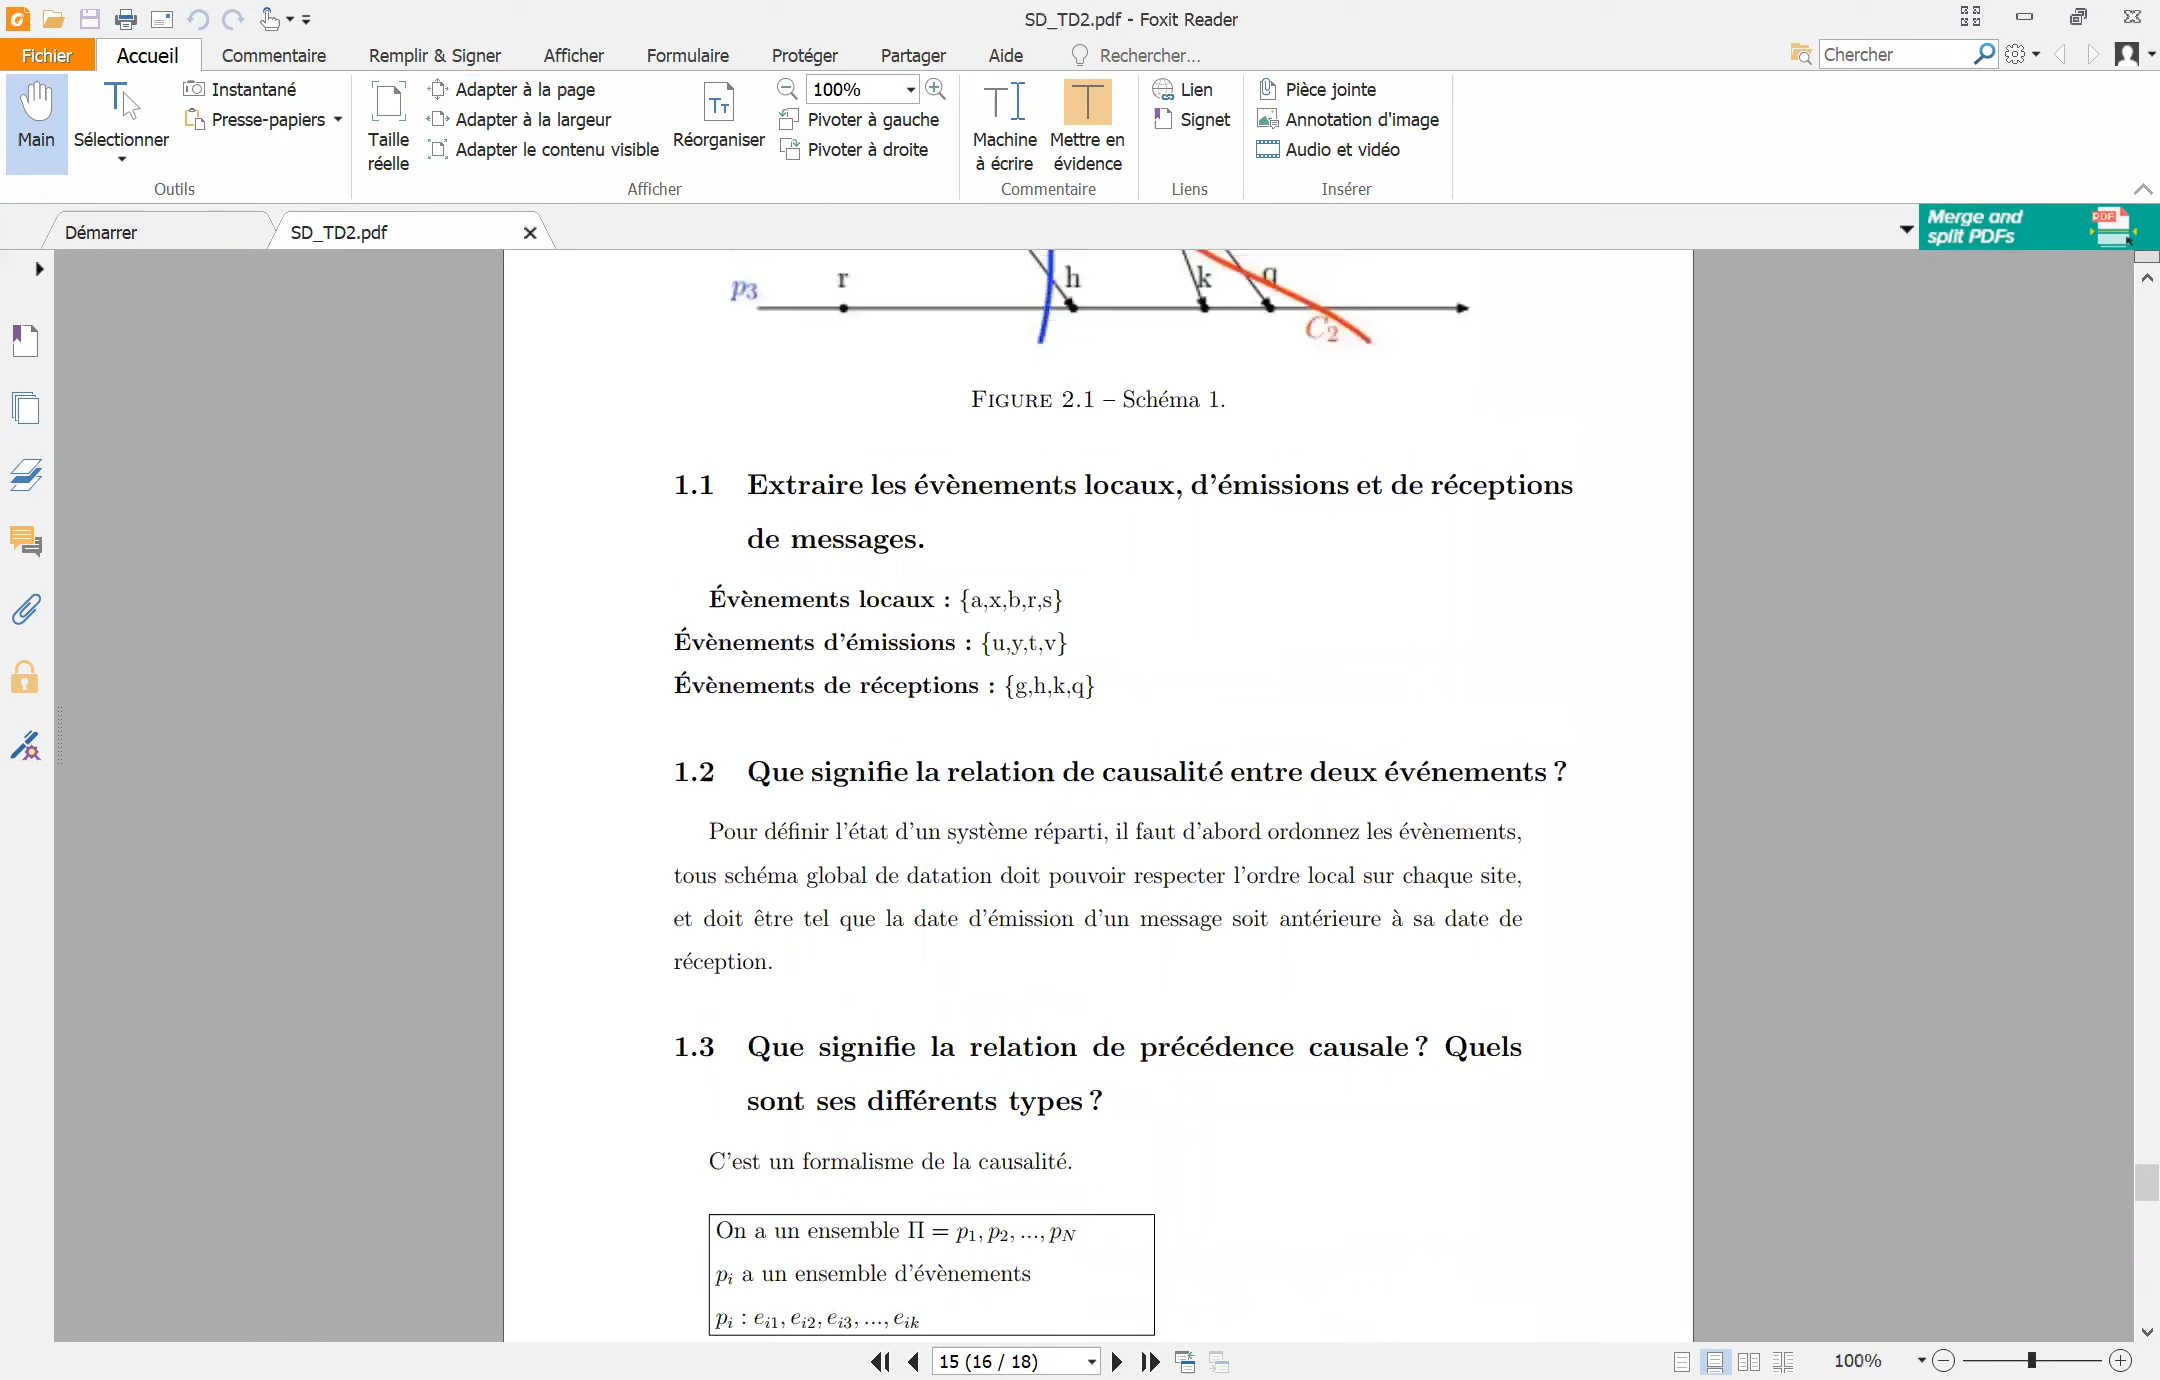 SD_TD2.pdf - Foxit Reader
Fichier Accueil Commentaire Remplir & Signer Afficher Formulaire Protéger Partager Aide Rechercher... Chercher
Main
Sélectionner
Instantané
Presse-papiers
Outils
Taille réelle
Adapter à la page
Adapter à la largeur
Adapter le contenu visible
Réorganiser
100%
Pivoter à gauche
Pivoter à droite
Afficher
Machine à écrire
Mettre en évidence
Commentaire
Lien
Signet
Liens
Pièce jointe
Annotation d'image
Audio et vidéo
Insérer
Démarrer
SD_TD2.pdf
Merge and
split PDFs
PDF
p3 r h k q
C2
FIGURE 2.1 – Schéma 1.
1.1 Extraire les évènements locaux, d'émissions et de réceptions
de messages.
Évènements locaux : {a,x,b,r,s}
Évènements d'émissions : {u,y,t,v}
Évènements de réceptions : {g,h,k,q}
1.2 Que signifie la relation de causalité entre deux événements ?
Pour définir l'état d'un système réparti, il faut d'abord ordonnez les évènements,
tous schéma global de datation doit pouvoir respecter l'ordre local sur chaque site,
et doit être tel que la date d'émission d'un message soit antérieure à sa date de
réception.
1.3 Que signifie la relation de précédence causale ? Quels
sont ses différents types ?
C'est un formalisme de la causalité.
On a un ensemble Π = p1, p2, ..., pN
pi a un ensemble d'évènements
pi : ei1, ei2, ei3, ..., eik
15 (16 / 18)
100%